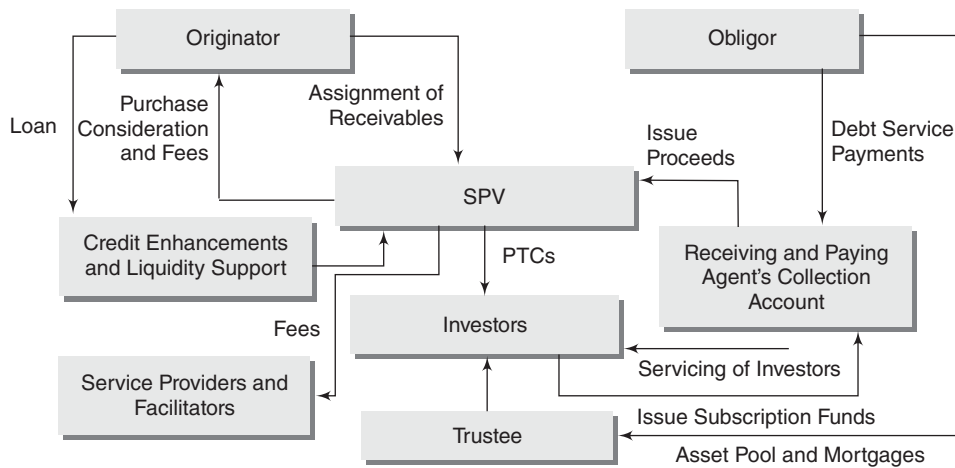 Originator
Obligor
Loan
Purchase
Consideration
and Fees
Assignment of
Receivables
Issue
Proceeds
Debt Service
Payments
SPV
Credit Enhancements
and Liquidity Support
PTCs
Receiving and Paying
Agent's Collection
Account
Fees
Investors
Servicing of Investors
Service Providers and
Facilitators
Issue Subscription Funds
Trustee
Asset Pool and Mortgages